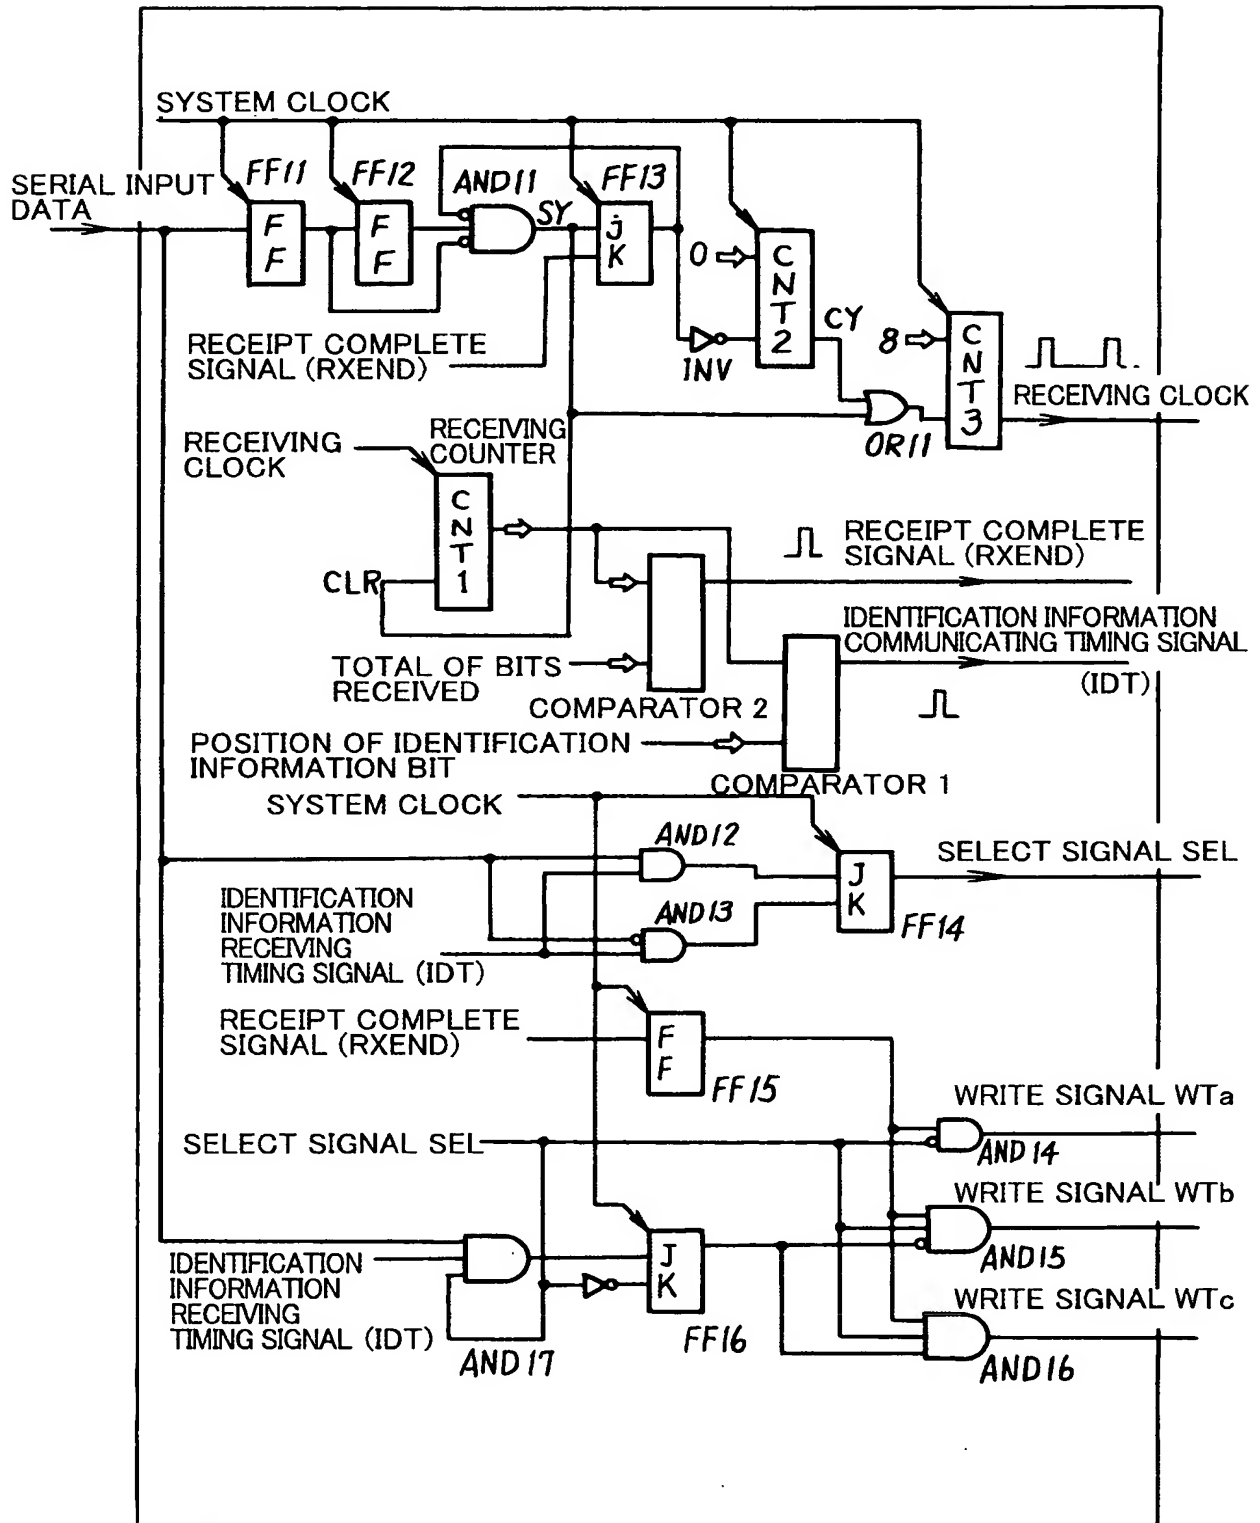 SYSTEM CLOCK
SERIAL INPUT
DATA
FF11
FF12
AND11
FF13
SY
F
F
F
F
j
K
0
C
N
T
2
CY
INV
8
C
N
T
3
OR11
RECEIVING CLOCK
RECEIPT COMPLETE
SIGNAL (RXEND)
RECEIVING
CLOCK
RECEIVING
COUNTER
C
N
T
1
CLR
RECEIPT COMPLETE
SIGNAL (RXEND)
IDENTIFICATION INFORMATION
COMMUNICATING TIMING SIGNAL
(IDT)
TOTAL OF BITS
RECEIVED
COMPARATOR 2
POSITION OF IDENTIFICATION
INFORMATION BIT
COMPARATOR 1
SYSTEM CLOCK
AND12
J
K
FF14
SELECT SIGNAL SEL
IDENTIFICATION
INFORMATION
RECEIVING
TIMING SIGNAL (IDT)
AND13
RECEIPT COMPLETE
SIGNAL (RXEND)
F
F
FF15
WRITE SIGNAL WTa
SELECT SIGNAL SEL
AND14
WRITE SIGNAL WTb
AND15
IDENTIFICATION
INFORMATION
RECEIVING
TIMING SIGNAL (IDT)
AND17
J
K
FF16
WRITE SIGNAL WTc
AND16